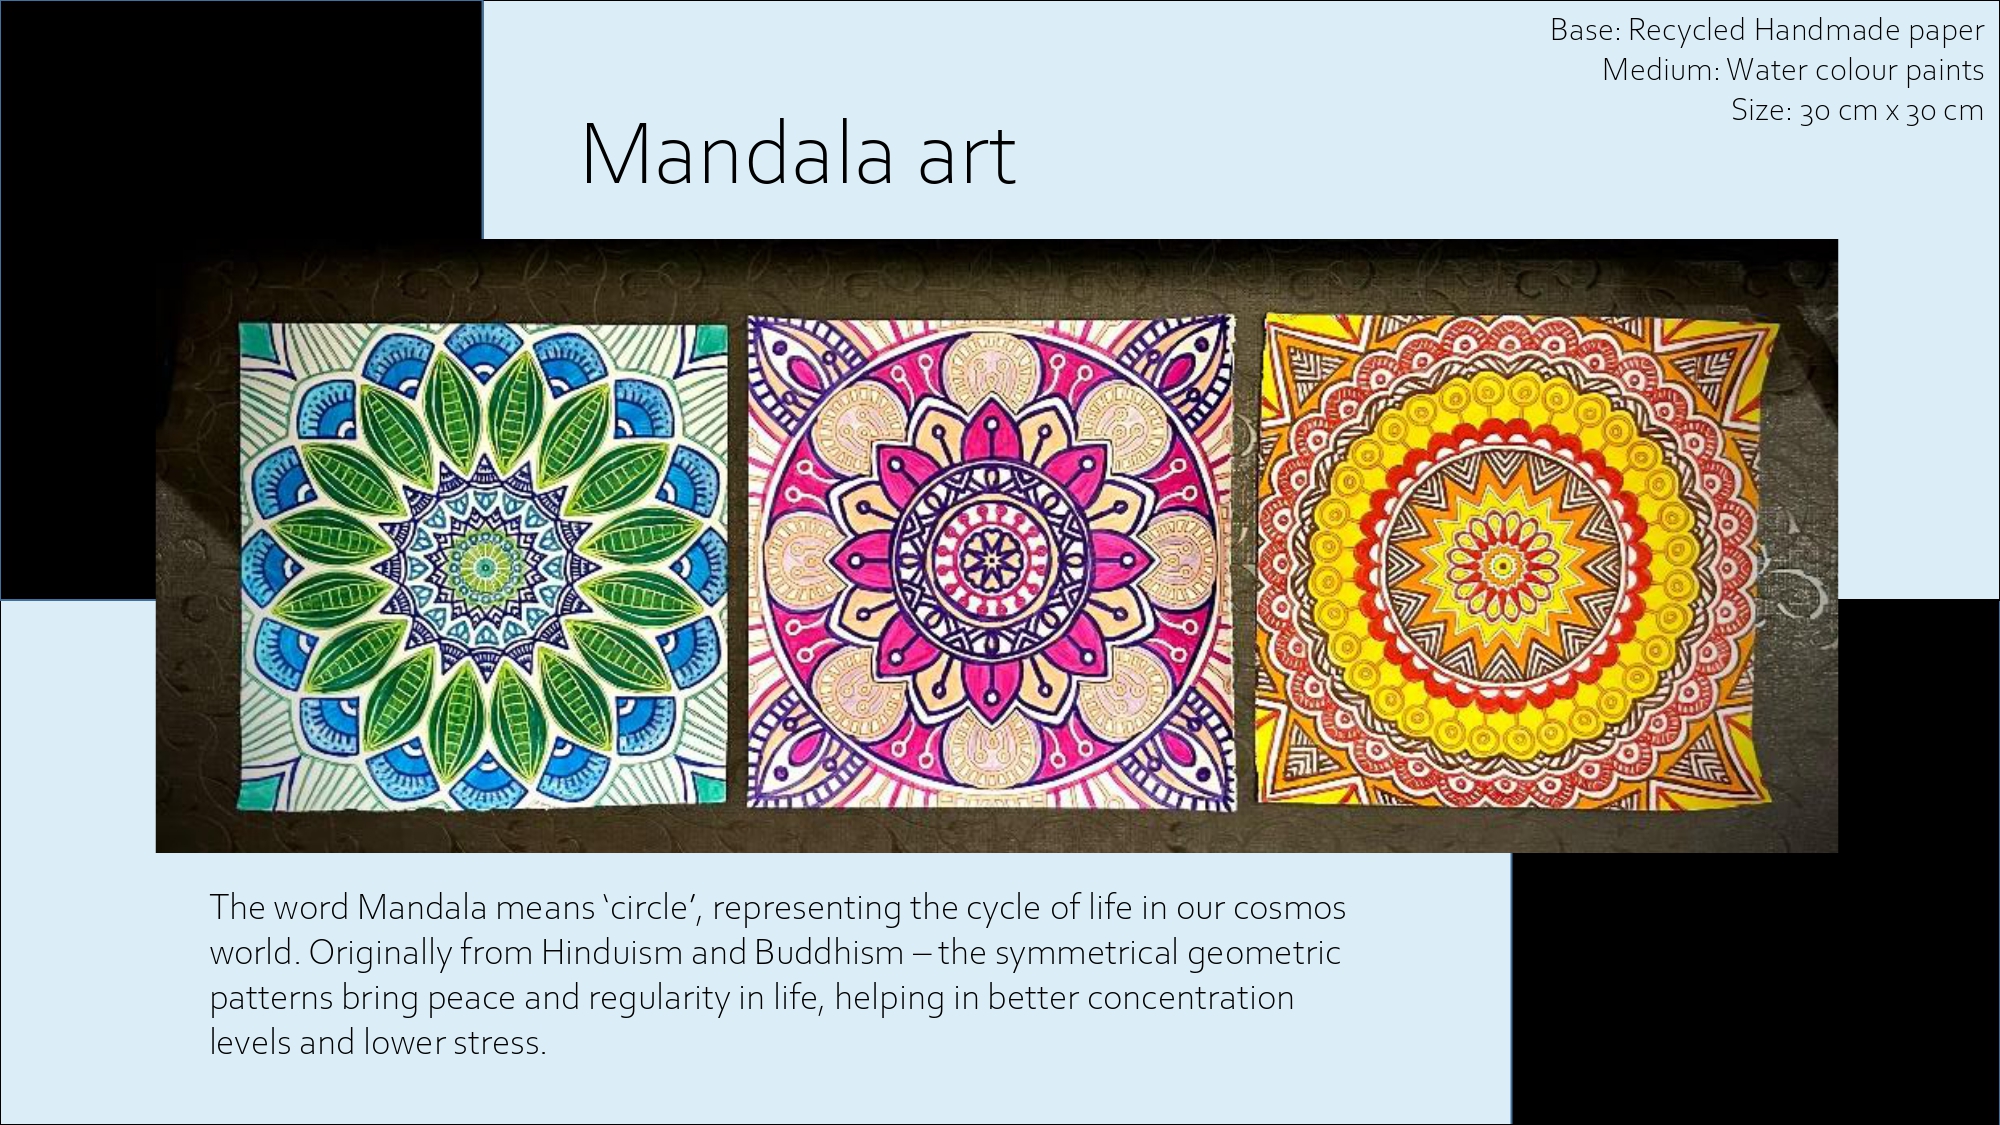 Base: Recycled Handmade paper
Medium: Water colour paints
Size: 30 cm x 30 cm
Mandala art
The word Mandala means ‘circle’, representing the cycle of life in our cosmos
world. Originally from Hinduism and Buddhism – the symmetrical geometric
patterns bring peace and regularity in life, helping in better concentration
levels and lower stress.